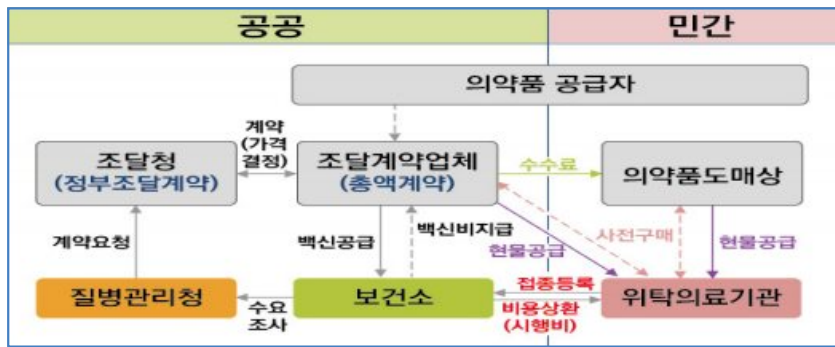 공공
민간
의약품 공급자
계약
(가격
결정)
조달청
(정부조달계약)
조달계약업체
(총액계약)
수수료
의약품도매상
계약요청
백신공급
백신비지급
현물공급
사전구매
현물공급
질병관리청
수요
조사
보건소
접종등록
비용상환
(시행비)
위탁의료기관